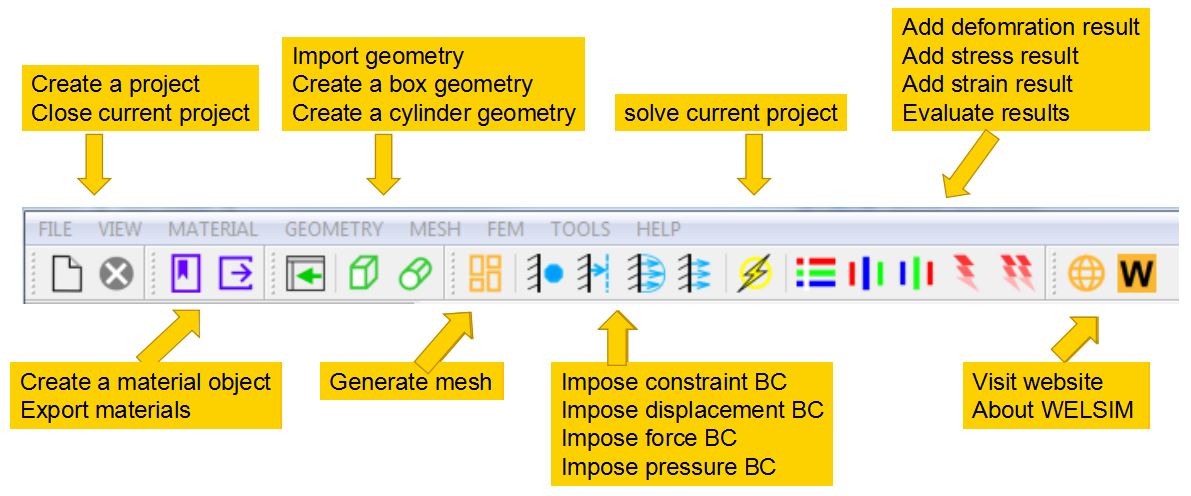 Create a project
Close current project
Import geometry
Create a box geometry
Create a cylinder geometry
solve current project
Add defomration result
Add stress result
Add strain result
Evaluate results
FILE VIEW MATERIAL GEOMETRY MESH FEM TOOLS HELP
W
Create a material object
Export materials
Generate mesh
Impose constraint BC
Impose displacement BC
Impose force BC
Impose pressure BC
Visit website
About WELSIM